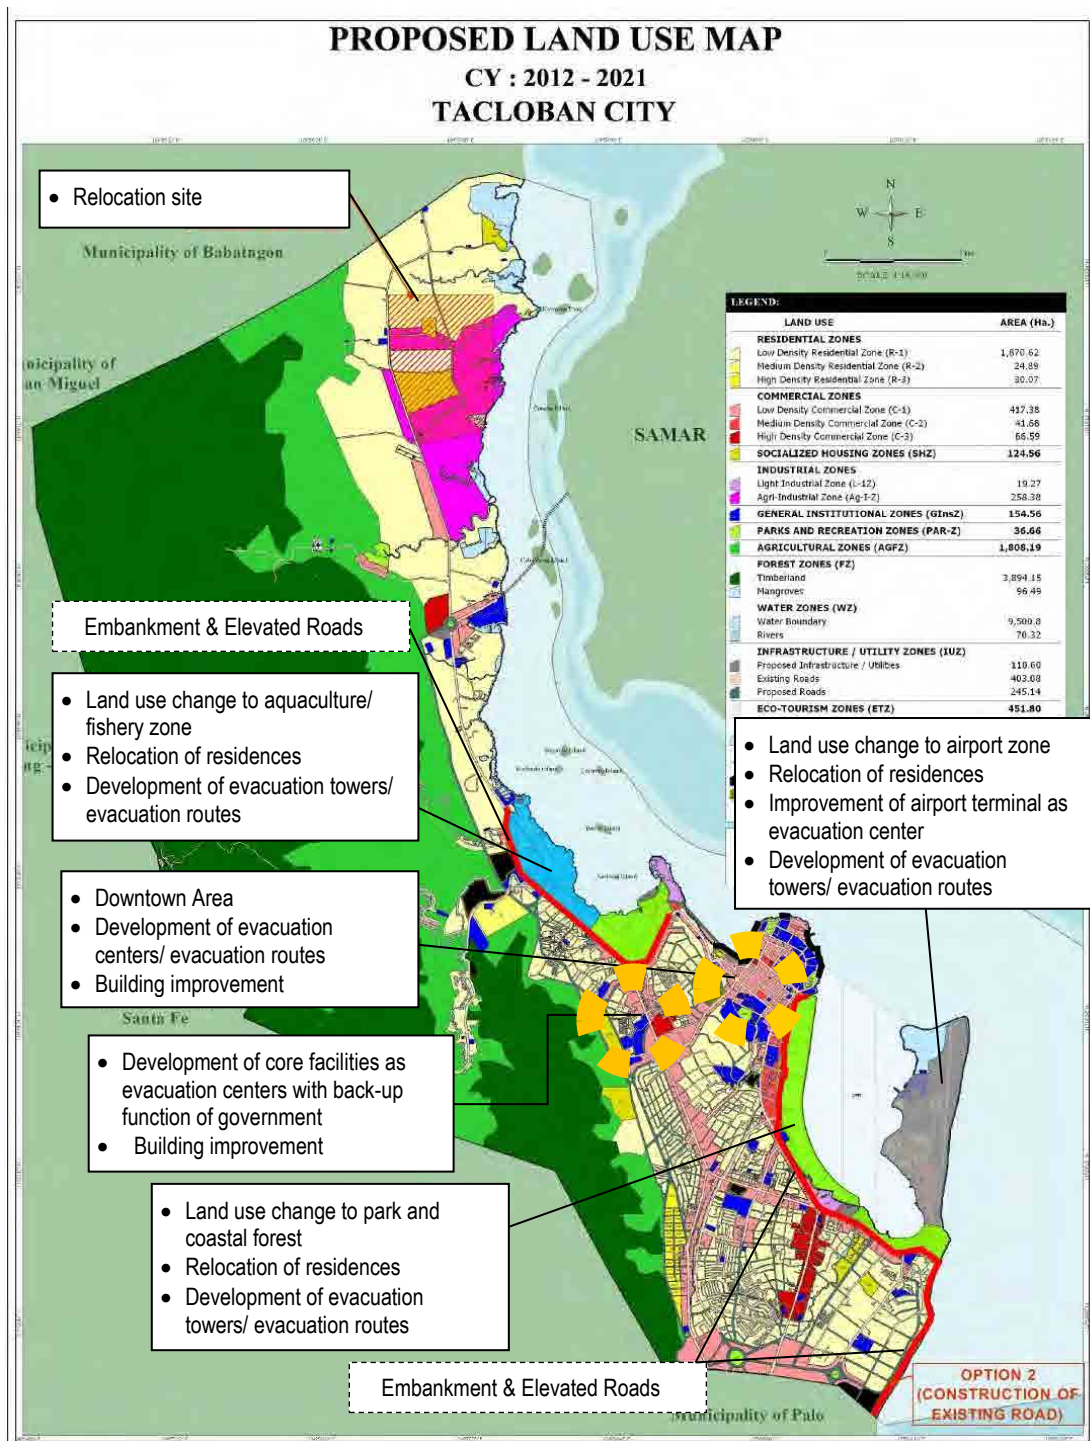 PROPOSED LAND USE MAP
CY : 2012 - 2021
TACLOBAN CITY
• Relocation site
Municipality of Babatagon
N
W E
S
LEGEND:
LAND USE AREA (Ha.)
RESIDENTIAL ZONES
Low Density Residential Zone (R-1) 1,870.62
Medium Density Residential Zone (R-2) 24.89
High Density Residential Zone (R-3) 30.07
COMMERCIAL ZONES
Low Density Commercial Zone (C-1) 417.38
Medium Density Commercial Zone (C-2) 41.68
High Density Commercial Zone (C-3) 66.59
SOCIALIZED HOUSING ZONES (SHZ) 124.56
INDUSTRIAL ZONES
Light Industrial Zone (L-1Z) 19.27
Agri-Industrial Zone (Ag-I-Z) 258.38
GENERAL INSTITUTIONAL ZONES (GInsZ) 154.56
PARKS AND RECREATION ZONES (PAR-Z) 36.66
AGRICULTURAL ZONES (AGFZ) 1,808.19
FOREST ZONES (FZ)
Timberland 3,894.15
Mangroves 96.49
WATER ZONES (WZ)
Water Boundary 9,500.8
Rivers 70.32
INFRASTRUCTURE / UTILITY ZONES (IUZ)
Proposed Infrastructure / Utilities 110.60
Existing Roads 403.08
Proposed Roads 245.14
ECO-TOURISM ZONES (ETZ) 451.80
nicipality of
an Miguel
SAMAR
Embankment & Elevated Roads
• Land use change to aquaculture/
fishery zone
• Relocation of residences
• Development of evacuation towers/
evacuation routes
• Land use change to airport zone
• Relocation of residences
• Improvement of airport terminal as
evacuation center
• Development of evacuation
towers/ evacuation routes
• Downtown Area
• Development of evacuation
centers/ evacuation routes
• Building improvement
Santa Fe
• Development of core facilities as
evacuation centers with back-up
function of government
• Building improvement
• Land use change to park and
coastal forest
• Relocation of residences
• Development of evacuation
towers/ evacuation routes
Embankment & Elevated Roads
OPTION 2
(CONSTRUCTION OF
EXISTING ROAD)
Municipality of Palo